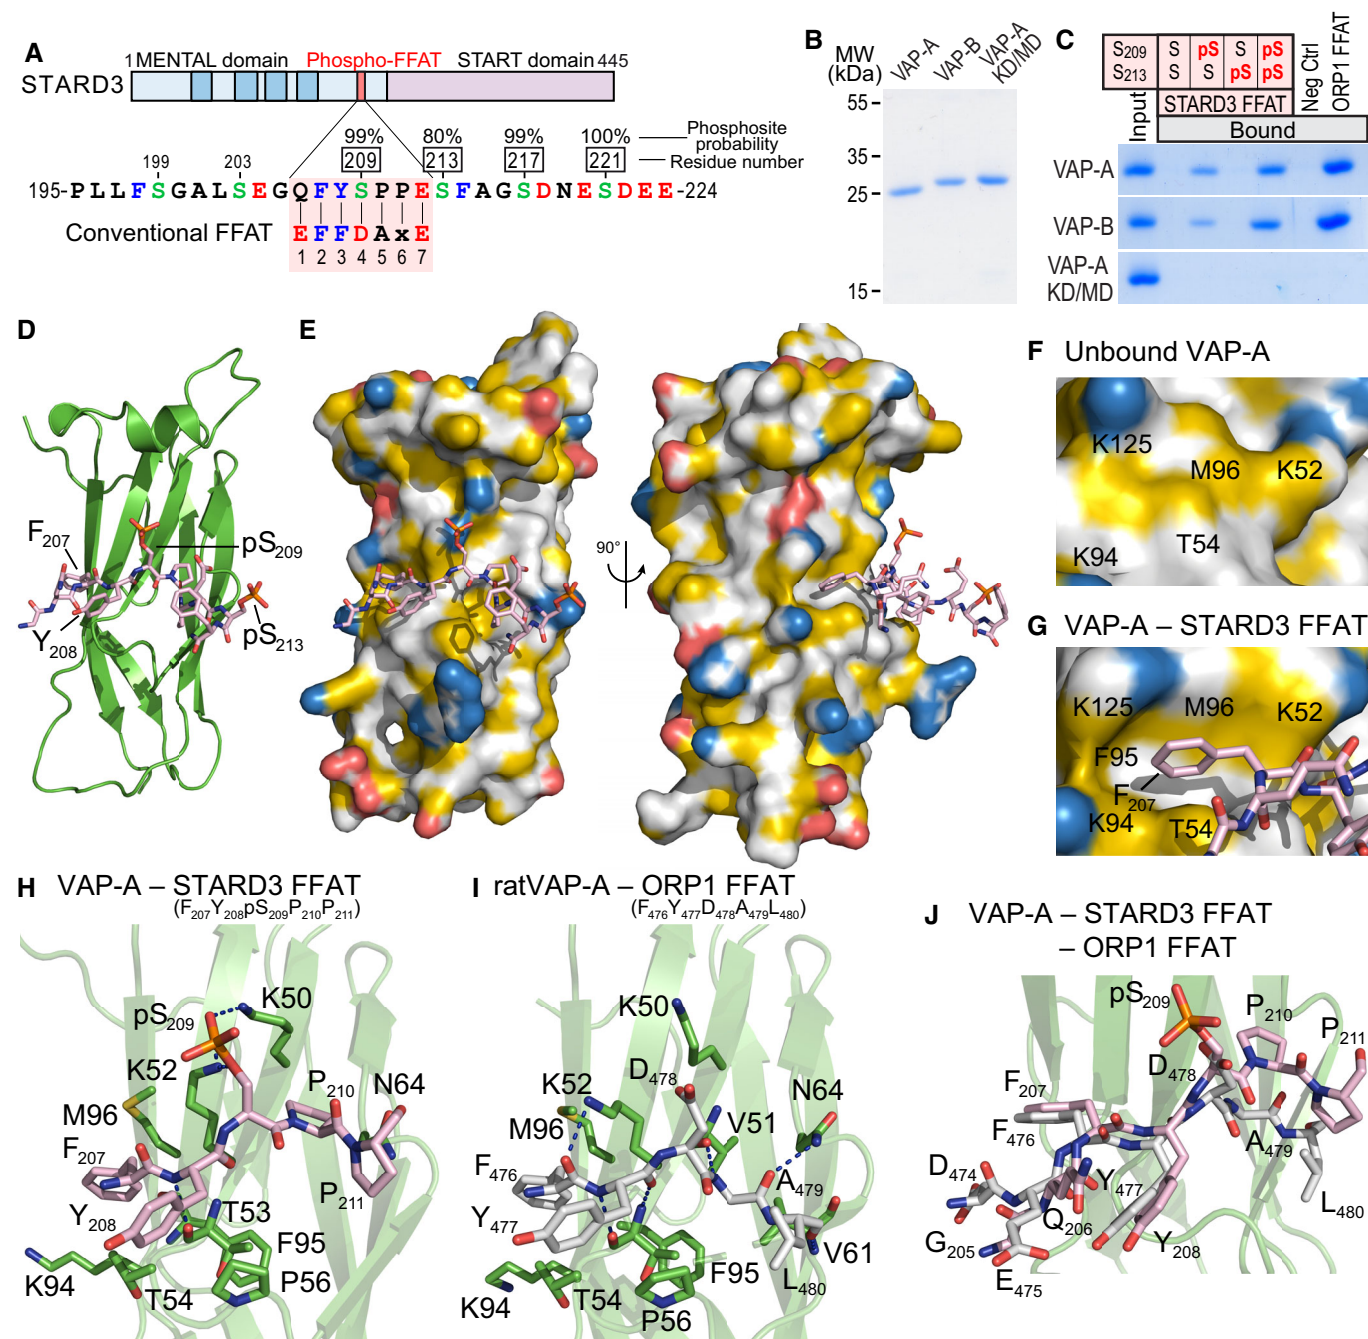 A
1 MENTAL domain Phospho-FFAT START domain 445
STARD3
99% 80% 99% 100% Phosphosite probability
199 203 209 213 217 221 Residue number
195-PLLFSGALSEGQFYSPPESFAGSDNESDEE-224
Conventional FFAT EFFDAxE
1 2 3 4 5 6 7
B
MW (kDa)
VAP-A
VAP-B
VAP-A KD/MD
55
35
25
15
C
S209 S pS S pS
S213 S S pS pS
Input
STARD3 FFAT
Neg Ctrl
ORP1 FFAT
Bound
VAP-A
VAP-B
VAP-A
KD/MD
D
F207
pS209
Y208
pS213
E
90°
F Unbound VAP-A
K125
M96
K52
T54
K94
G VAP-A – STARD3 FFAT
K125
M96
K52
F95
F207
K94
T54
H VAP-A – STARD3 FFAT
(F207Y208pS209P210P211)
pS209
K50
K52
P210
N64
M96
F207
P211
Y208
T53
F95
K94
T54
P56
I ratVAP-A – ORP1 FFAT
(F476Y477D478A479L480)
K50
K52
D478
N64
M96
V51
F476
A479
Y477
V61
F95
L480
K94
T54
P56
J VAP-A – STARD3 FFAT
– ORP1 FFAT
pS209
P210
P211
D478
F207
F476
A479
D474
Y477
L480
Q206
G205
Y208
E475